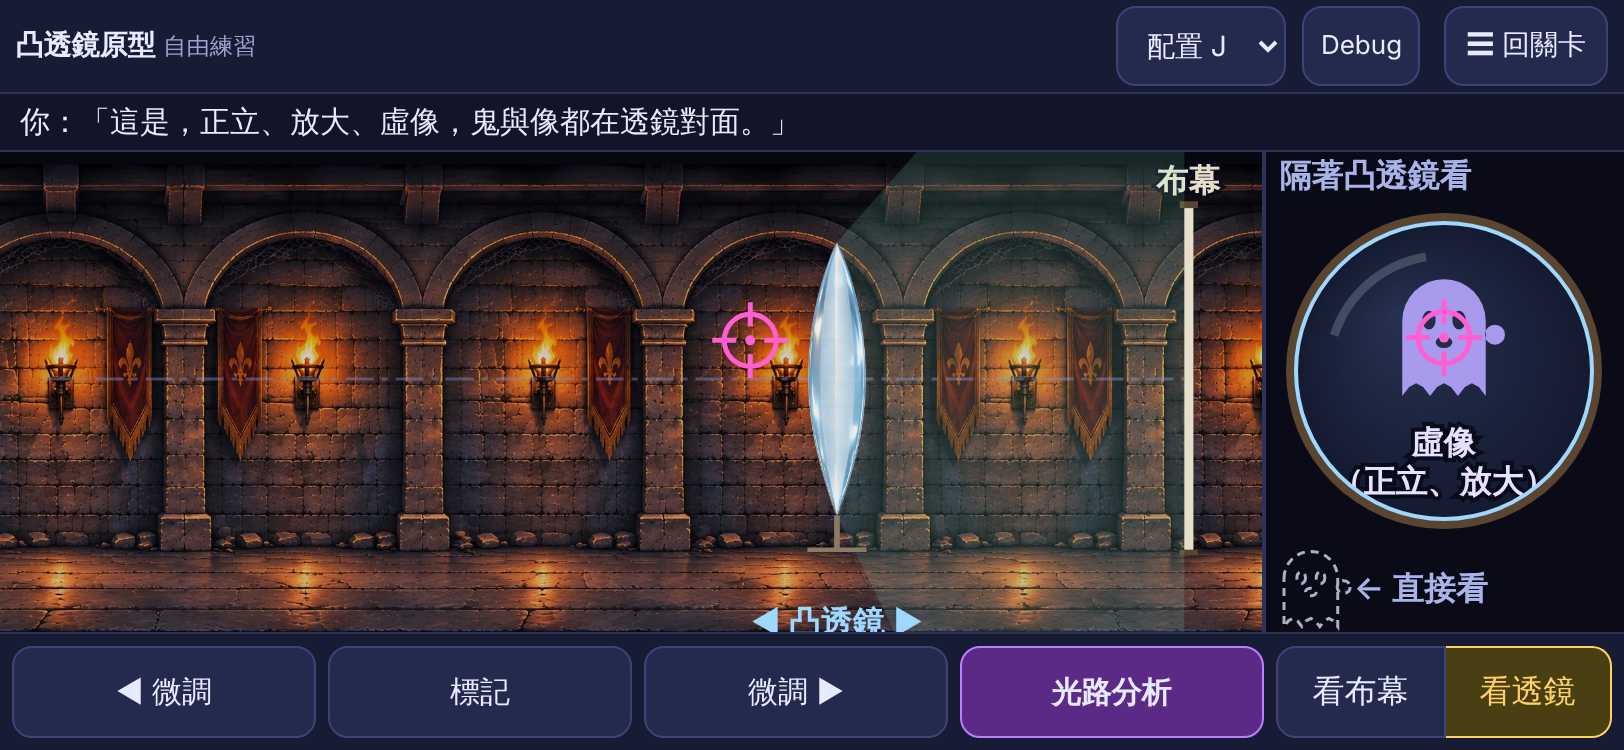 凸透鏡原型 自由練習
配置 J
Debug
☰ 回關卡
你：「這是，正立、放大、虛像，鬼與像都在透鏡對面。」
布幕
隔著凸透鏡看
虛像
（正立、放大）
← 直接看
◀ 凸透鏡 ▶
◀ 微調
標記
微調 ▶
光路分析
看布幕
看透鏡